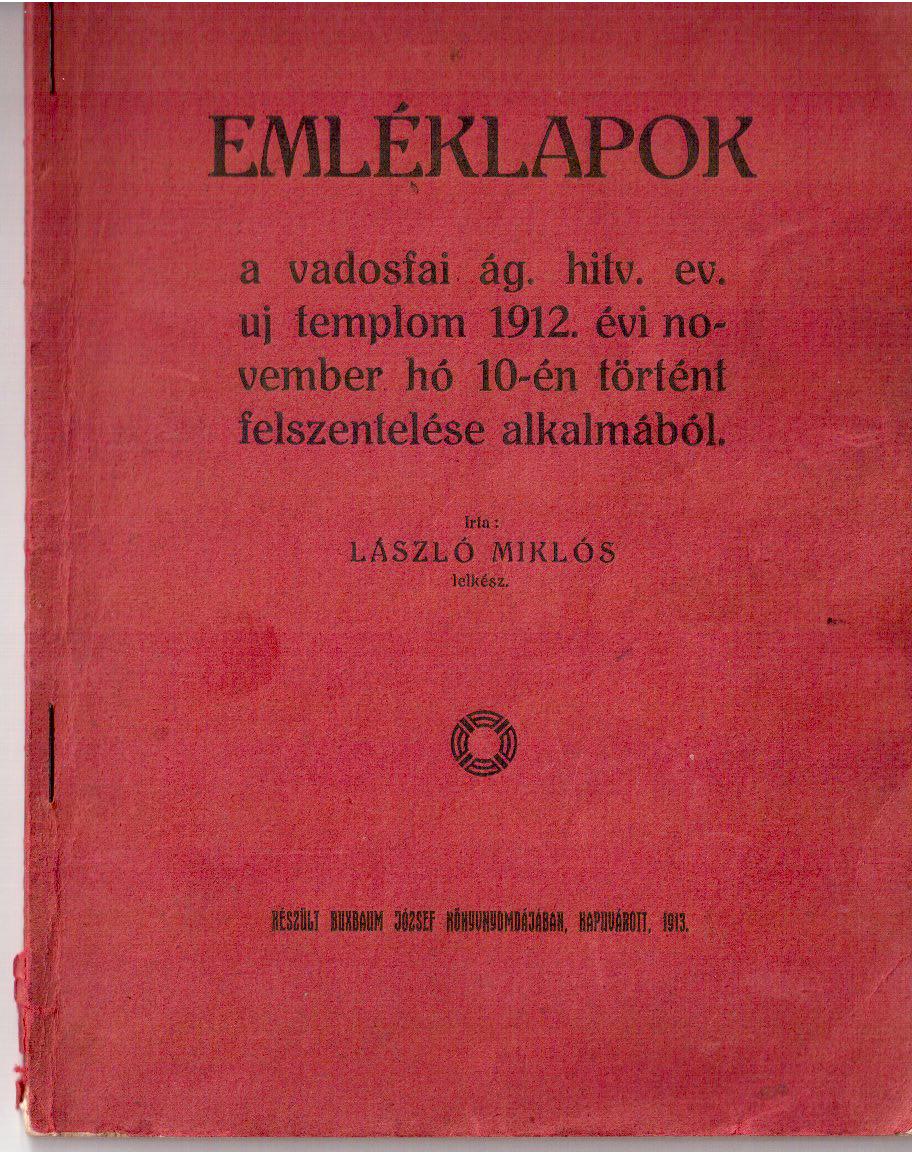 EMLÉKLAPOK
a vadosfai ág. hitv. ev.
uj templom 1912. évi no-
vember hó 10-én történt
felszentelése alkalmából.
Irta:
LÁSZLÓ MIKLÓS
lelkész.
KÉSZÜLT BUXBAUM JÓZSEF KÖNYVNYOMDÁJÁBAN, KAPUVÁROTT, 1913.